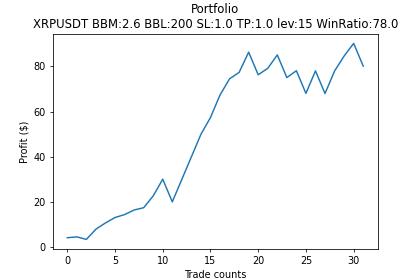 Portfolio
XRPUSDT BBM:2.6 BBL:200 SL:1.0 TP:1.0 lev:15 WinRatio:78.0
Profit ($)
80
60
40
20
0
0 5 10 15 20 25 30
Trade counts